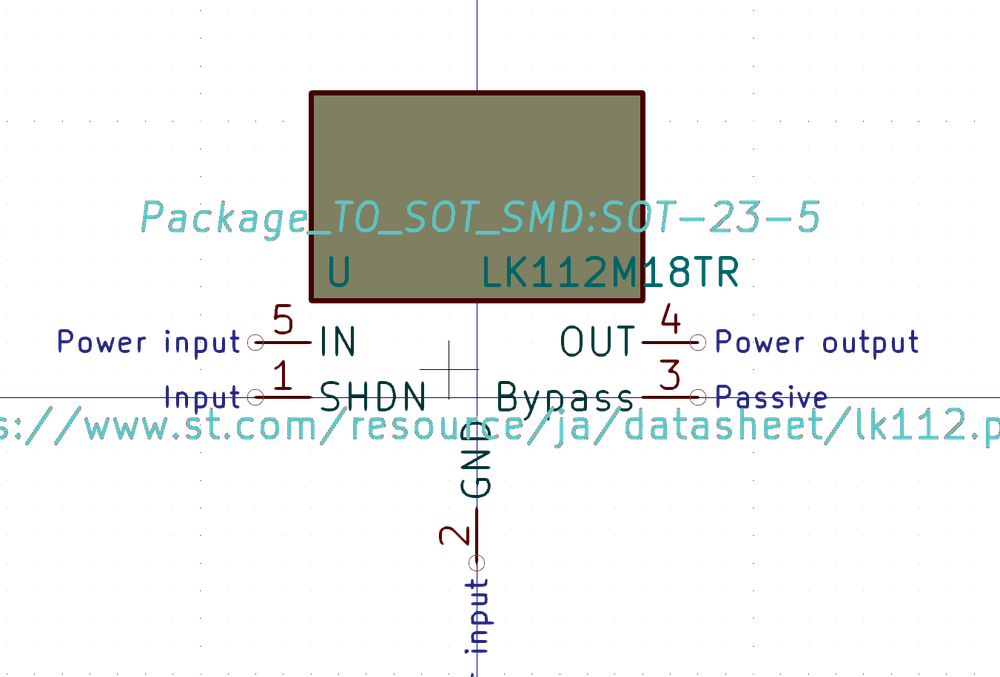 Package_TO_SOT_SMD:SOT-23-5
U LK112M18TR
5 4
Power input IN OUT Power output
1 3
Input SHDN Bypass Passive
s://www.st.com/resource/ja/datasheet/lk112.p
GND
2
input